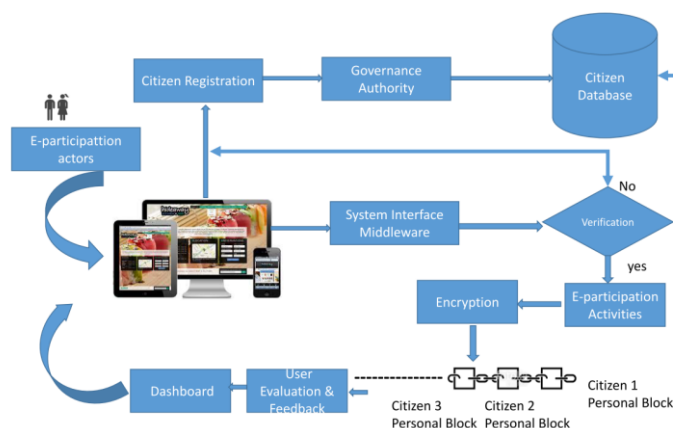 Citizen Registration
Governance
Authority
Citizen
Database
E-participattion
actors
System Interface
Middleware
No
Verification
yes
E-participation
Activities
Encryption
Dashboard
User
Evaluation &
Feedback
Citizen 3
Personal Block
Citizen 2
Personal Block
Citizen 1
Personal Block